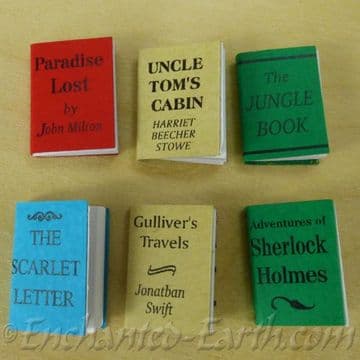 Paradise
Lost
by
John Milton
UNCLE
TOM'S
CABIN
HARRIET
BEECHER
STOWE
The
JUNGLE
BOOK
THE
SCARLET
LETTER
Gulliver's
Travels
Jonathan
Swift
Adventures of
Sherlock
Holmes
©Enchanted-Earth.com©